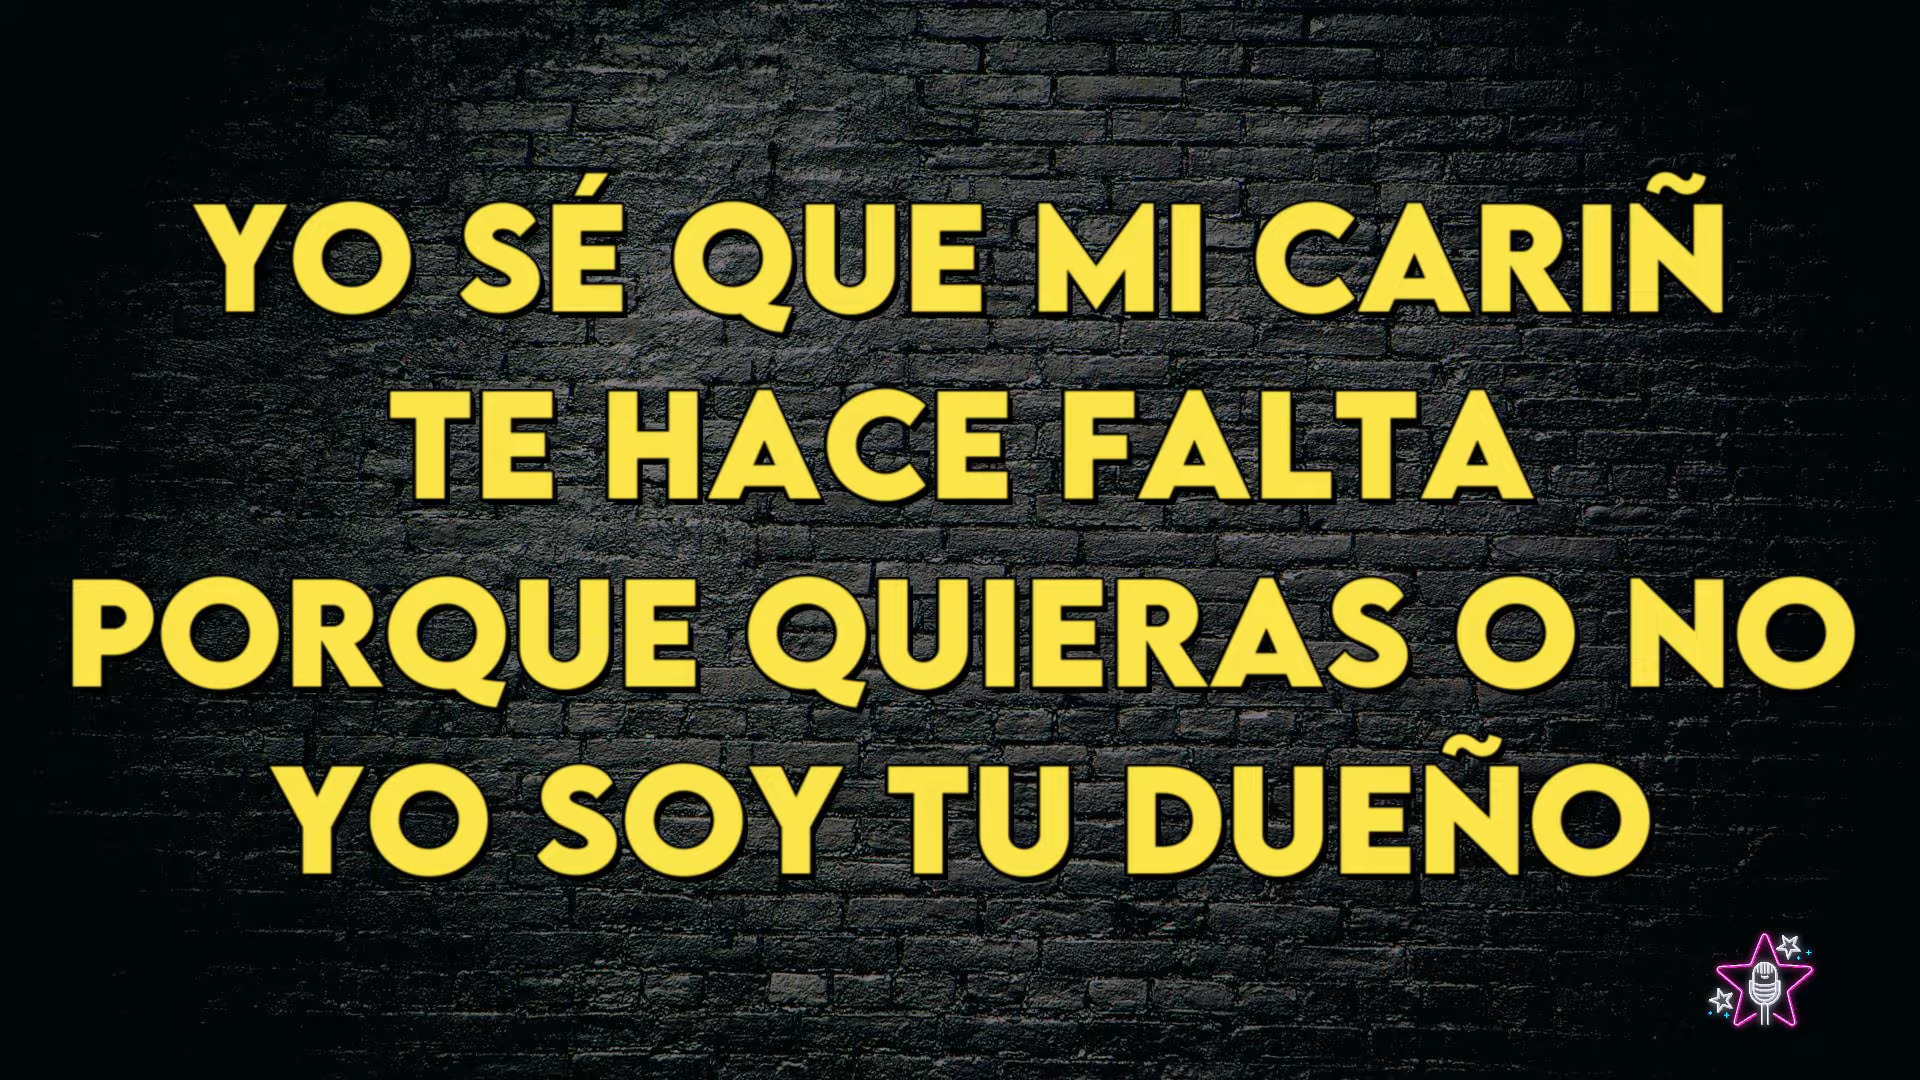 YO SÉ QUE MI CARIÑ
TE HACE FALTA
PORQUE QUIERAS O NO
YO SOY TU DUEÑO